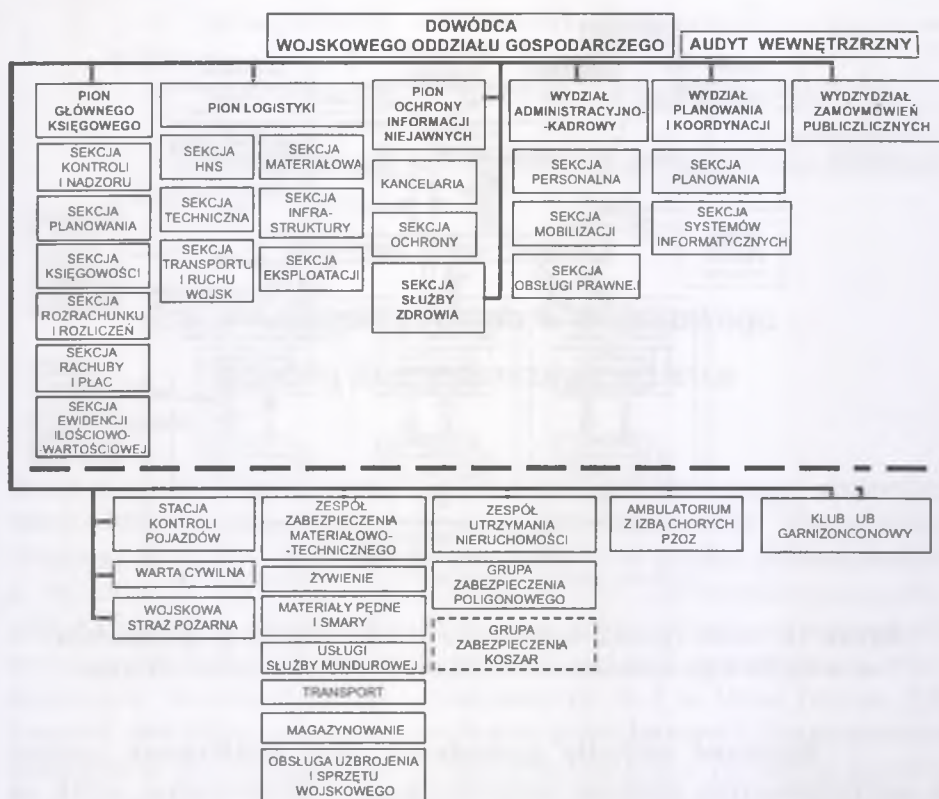 DOWÓDCA
WOJSKOWEGO ODDZIAŁU GOSPODARCZEGO
AUDYT WEWNĘTRZRZNY
PION
GŁÓWNEGO
KSIĘGOWEGO
SEKCJA
KONTROLI
I NADZORU
SEKCJA
PLANOWANIA
SEKCJA
KSIĘGOWOŚCI
SEKCJA
ROZRACHUNKU
I ROZLICZEŃ
SEKCJA
RACHUBY
I PŁAC
SEKCJA
EWIDENCJI
ILOŚCIOWO-
-WARTOŚCIOWEJ
PION LOGISTYKI
SEKCJA
HNS
SEKCJA
TECHNICZNA
SEKCJA
TRANSPORTU
I RUCHU
WOJSK
SEKCJA
MATERIAŁOWA
SEKCJA
INFRA-
STRUKTURY
SEKCJA
EKSPLOATACJI
PION
OCHRONY
INFORMACJI
NIEJAWNYCH
KANCELARIA
SEKCJA
OCHRONY
SEKCJA
SŁUŻBY
ZDROWIA
WYDZIAŁ
ADMINISTRACYJNO-
-KADROWY
SEKCJA
PERSONALNA
SEKCJA
MOBILIZACJI
SEKCJA
OBSŁUGI PRAWNEJ
WYDZIAŁ
PLANOWANIA
I KOORDYNACJI
SEKCJA
PLANOWANIA
SEKCJA
SYSTEMÓW
INFORMATYCZNYCH
WYDZ'YDZIAŁ
ZAMOYMÓWIEŃ
PUBLICZLICZNYCH
STACJA
KONTROLI
POJAZDÓW
WARTA CYWILNA
WOJSKOWA
STRAŻ POŻARNA
ZESPÓŁ
ZABEZPIECZENIA
MATERIAŁOWO-
-TECHNICZNEGO
ŻYWIENIE
MATERIAŁY PĘDNE
I SMARY
USŁUGI
SŁUŻBY MUNDUROWEJ
TRANSPORT
MAGAZYNOWANIE
OBSŁUGA UZBROJENIA
I SPRZĘTU
WOJSKOWEGO
ZESPÓŁ
UTRZYMANIA
NIERUCHOMOŚCI
GRUPA
ZABEZPIECZENIA
POLIGONOWEGO
GRUPA
ZABEZPIECZENIA
KOSZAR
AMBULATORIUM
Z IZBĄ CHORYCH
PZOZ
KLUB UB
GARNIZONCONOWY